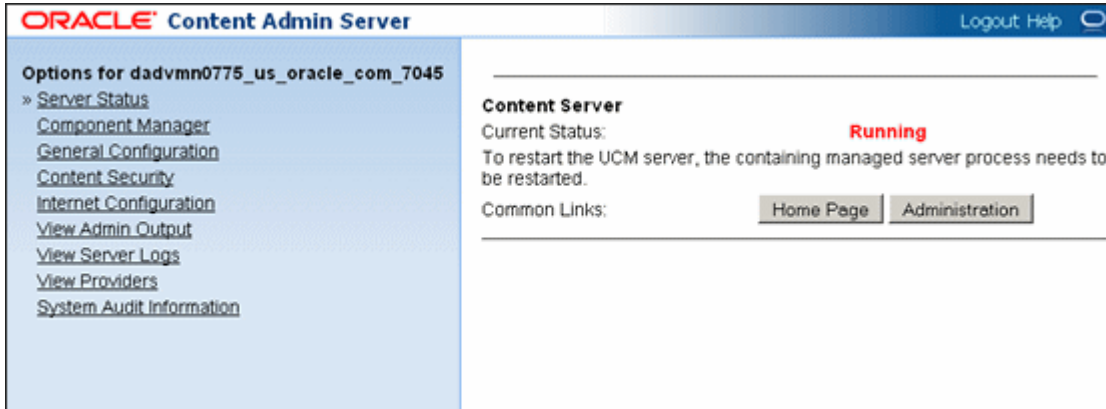 ORACLE Content Admin Server
Logout Help
Options for dadvmn0775_us_oracle_com_7045
» Server Status
Component Manager
General Configuration
Content Security
Internet Configuration
View Admin Output
View Server Logs
View Providers
System Audit Information
Content Server
Current Status: Running
To restart the UCM server, the containing managed server process needs to
be restarted.
Common Links: Home Page Administration